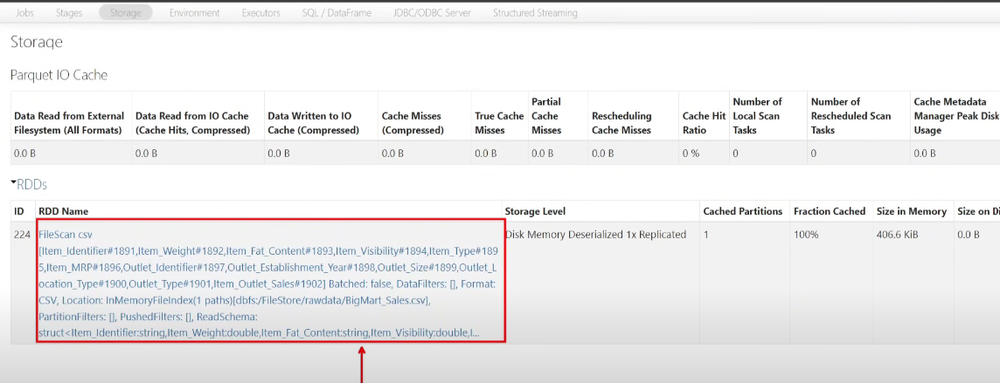 Jobs Stages Storage Environment Executors SQL / DataFrame JDBC/ODBC Server Structured Streaming
Storage
Parquet IO Cache
Data Read from External Filesystem (All Formats) Data Read from IO Cache (Cache Hits, Compressed) Data Written to IO Cache (Compressed) Cache Misses (Compressed) True Cache Misses Partial Cache Misses Rescheduling Cache Misses Cache Hit Ratio Number of Local Scan Tasks Number of Rescheduled Scan Tasks Cache Metadata Manager Peak Disk Usage
0.0 B 0.0 B 0.0 B 0.0 B 0.0 B 0.0 B 0.0 B 0 % 0 0 0.0 B
RDDs
ID RDD Name Storage Level Cached Partitions Fraction Cached Size in Memory Size on Di
224 FileScan csv Disk Memory Deserialized 1x Replicated 1 100% 406.6 KiB 0.0 B
[Item_Identifier#1891,Item_Weight#1892,Item_Fat_Content#1893,Item_Visibility#1894,Item_Type#189
5,Item_MRP#1896,Outlet_Identifier#1897,Outlet_Establishment_Year#1898,Outlet_Size#1899,Outlet_L
ocation_Type#1900,Outlet_Type#1901,Item_Outlet_Sales#1902] Batched: false, DataFilters: [], Format:
CSV, Location: InMemoryFileIndex(1 paths)[dbfs:/FileStore/rawdata/BigMart_Sales.csv],
PartitionFilters: [], PushedFilters: [], ReadSchema:
struct<Item_Identifier:string,Item_Weight:double,Item_Fat_Content:string,Item_Visibility:double,I...